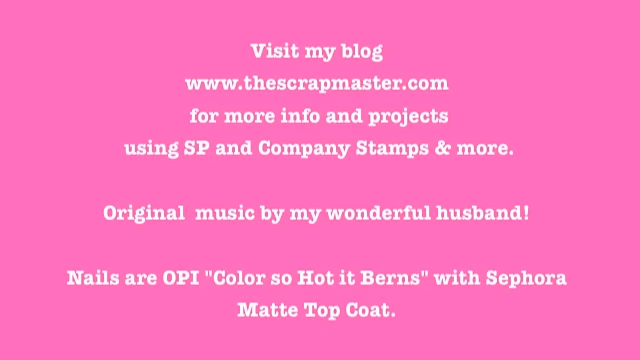 Visit my blog
www.thescrapmaster.com
for more info and projects
using SP and Company Stamps & more.
Original  music by my wonderful husband!
Nails are OPI "Color so Hot it Berns" with Sephora
Matte Top Coat.